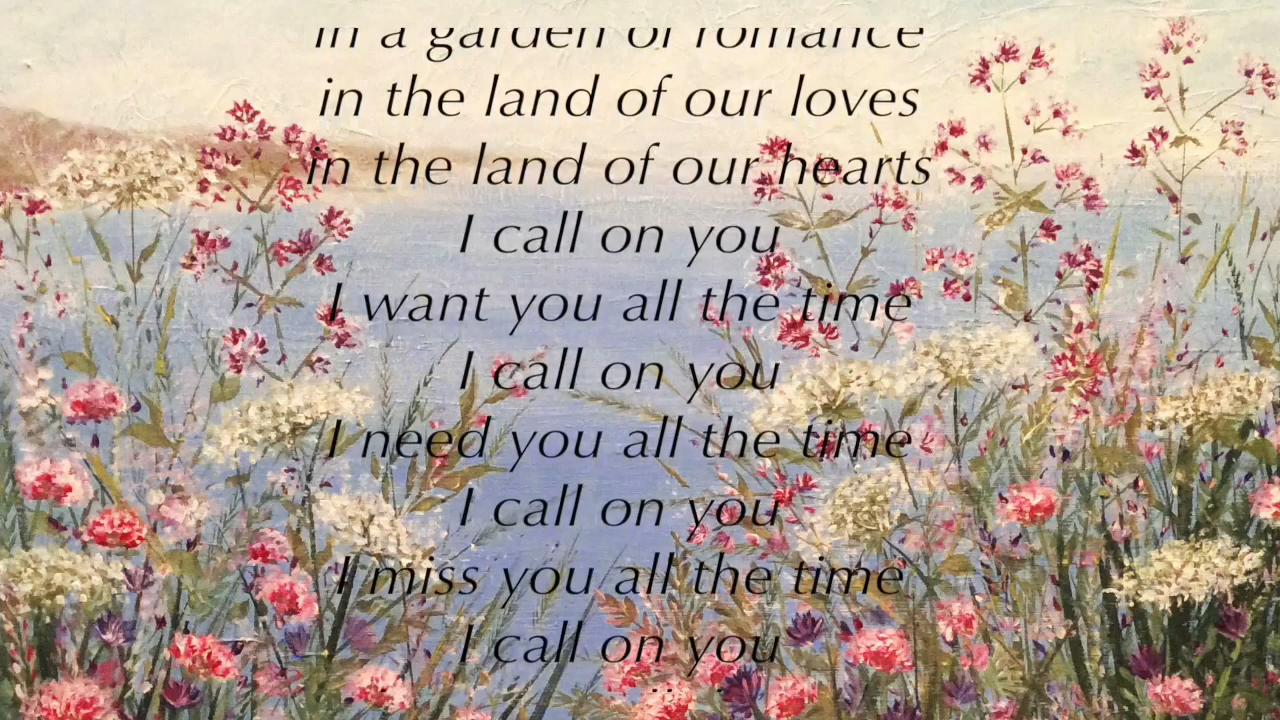 in a garden of romance
in the land of our loves
in the land of our hearts
I call on you
I want you all the time
I call on you
I need you all the time
I call on you
I miss you all the time
I call on you